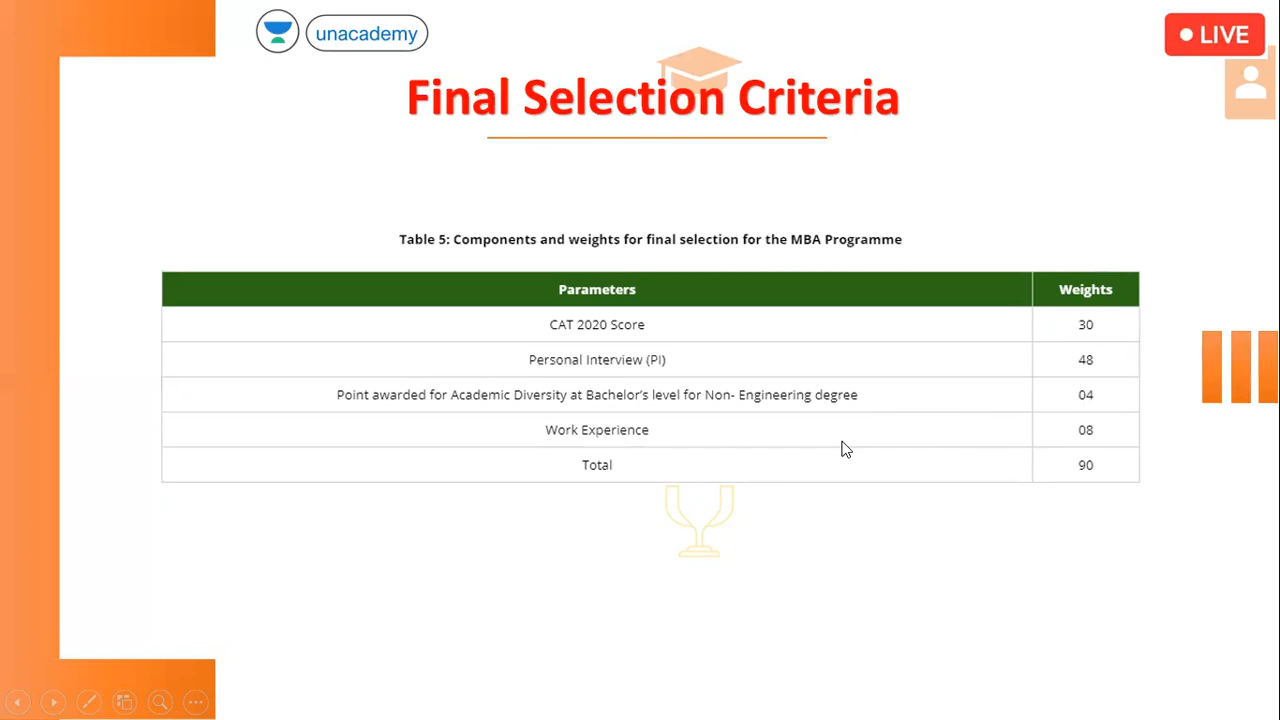 unacademy
LIVE
Final Selection Criteria
Table 5: Components and weights for final selection for the MBA Programme
Parameters Weights
CAT 2020 Score 30
Personal Interview (PI) 48
Point awarded for Academic Diversity at Bachelor's level for Non- Engineering degree 04
Work Experience 08
Total 90